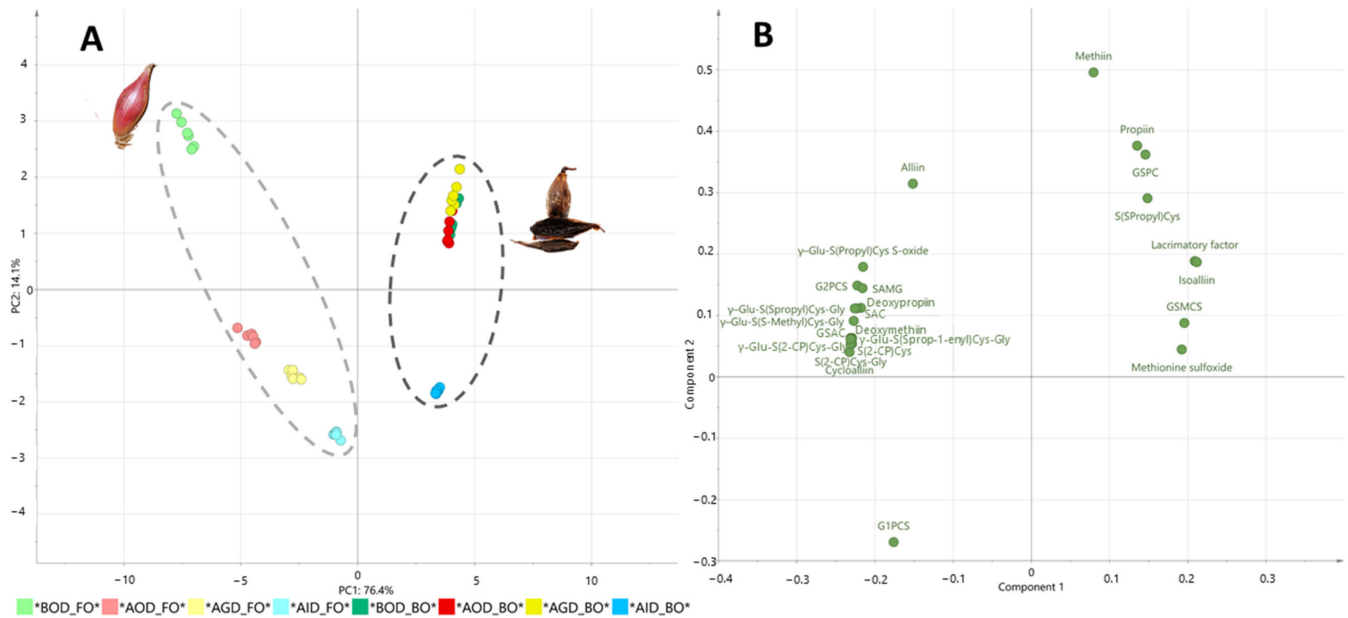 A
4
3
2
1
0
−1
−2
−3
−4
PC2: 14.1%
−10
−5
0
5
10
PC1: 76.4%
*BOD_FO* *AOD_FO* *AGD_FO* *AID_FO* *BOD_BO* *AOD_BO* *AGD_BO* *AID_BO*
B
0.5
0.4
0.3
0.2
0.1
0
−0.1
−0.2
−0.3
Component 2
Methiin
Propiin
GSPC
Alliin
S(SPropyl)Cys
Lacrimatory factor
γ–Glu-S(Propyl)Cys S-oxide
Isoalliin
G2PCS
SAMG
Deoxypropiin
γ–Glu-S(Spropyl)Cys-Gly
SAC
GSMCS
γ–Glu-S(S-Methyl)Cys-Gly
Deoxymethiin
GSAC
γ-Glu-S(Sprop-1-enyl)Cys-Gly
γ-Glu-S(2-CP)Cys-Gly
S(2-CP)Cys
S(2-CP)Cys-Gly
Cycloalliin
Methionine sulfoxide
G1PCS
−0.4
−0.3
−0.2
−0.1
0
0.1
0.2
0.3
Component 1